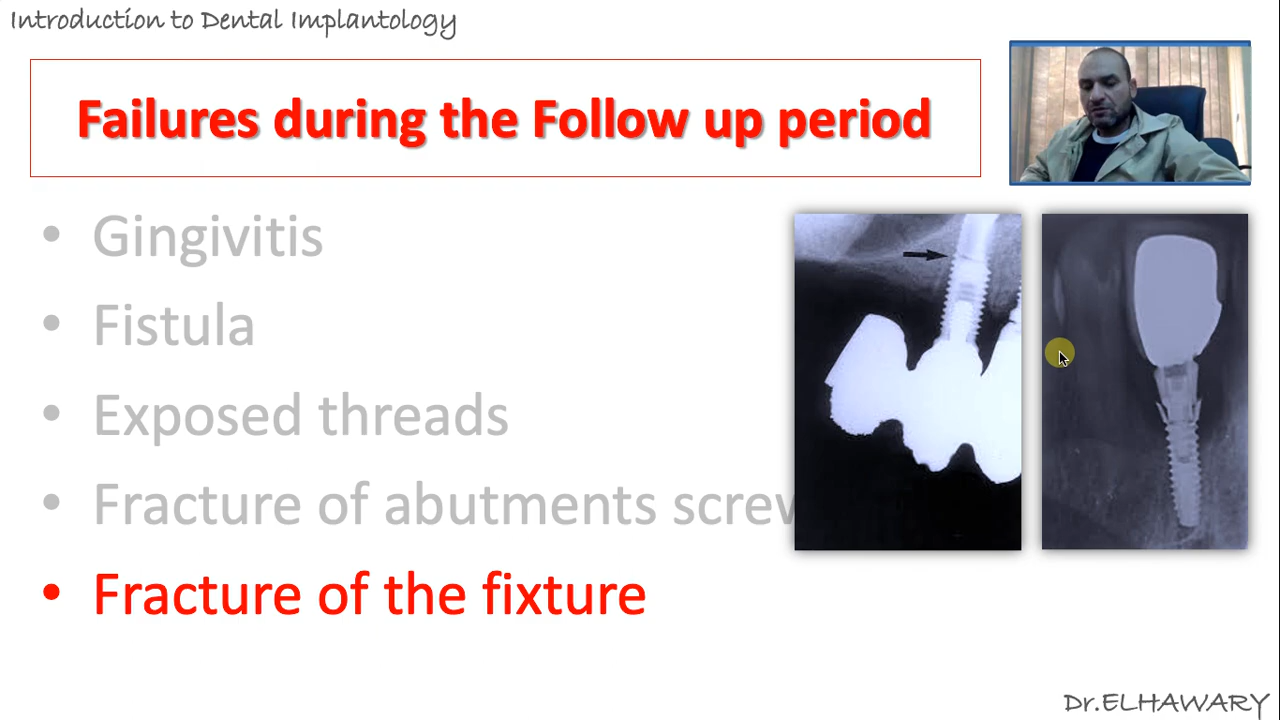 Introduction to Dental Implantology
Failures during the Follow up period
• Gingivitis
• Fistula
• Exposed threads
• Fracture of abutments screw
• Fracture of the fixture
Dr.ELHAWARY